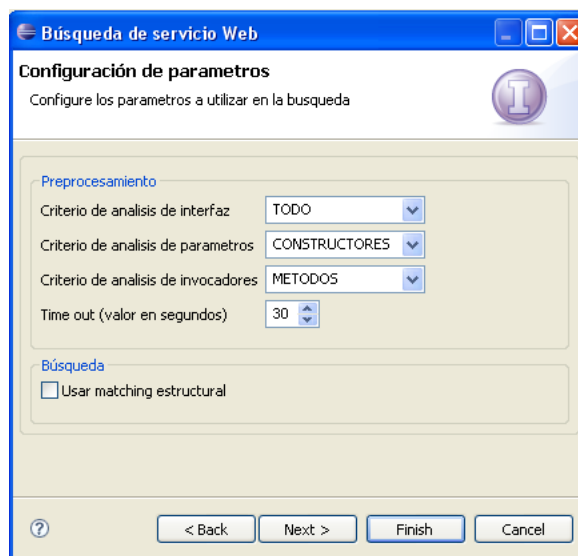 Búsqueda de servicio Web
Configuración de parametros
Configure los parametros a utilizar en la busqueda
Preprocesamiento
Criterio de analisis de interfaz TODO
Criterio de analisis de parametros CONSTRUCTORES
Criterio de analisis de invocadores METODOS
Time out (valor en segundos) 30
Búsqueda
Usar matching estructural
? < Back Next > Finish Cancel